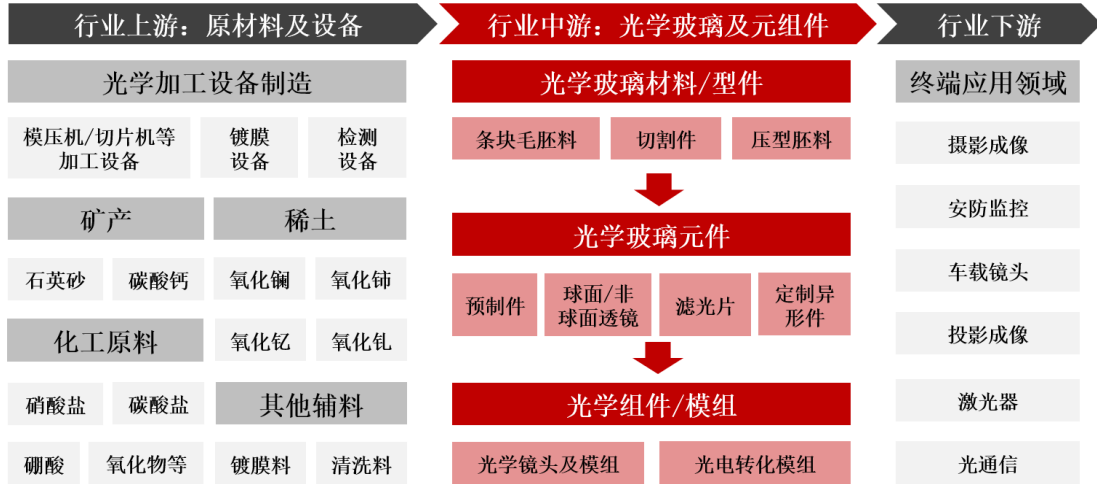 行业上游：原材料及设备
光学加工设备制造
模压机/切片机等
加工设备
镀膜
设备
检测
设备
矿产
稀土
石英砂
碳酸钙
氧化镧
氧化铈
化工原料
氧化钇
氧化钆
硝酸盐
碳酸盐
其他辅料
硼酸
氧化物等
镀膜料
清洗料
行业中游：光学玻璃及元组件
光学玻璃材料/型件
条块毛胚料
切割件
压型胚料
光学玻璃元件
预制件
球面/非
球面透镜
滤光片
定制异
形件
光学组件/模组
光学镜头及模组
光电转化模组
行业下游
终端应用领域
摄影成像
安防监控
车载镜头
投影成像
激光器
光通信